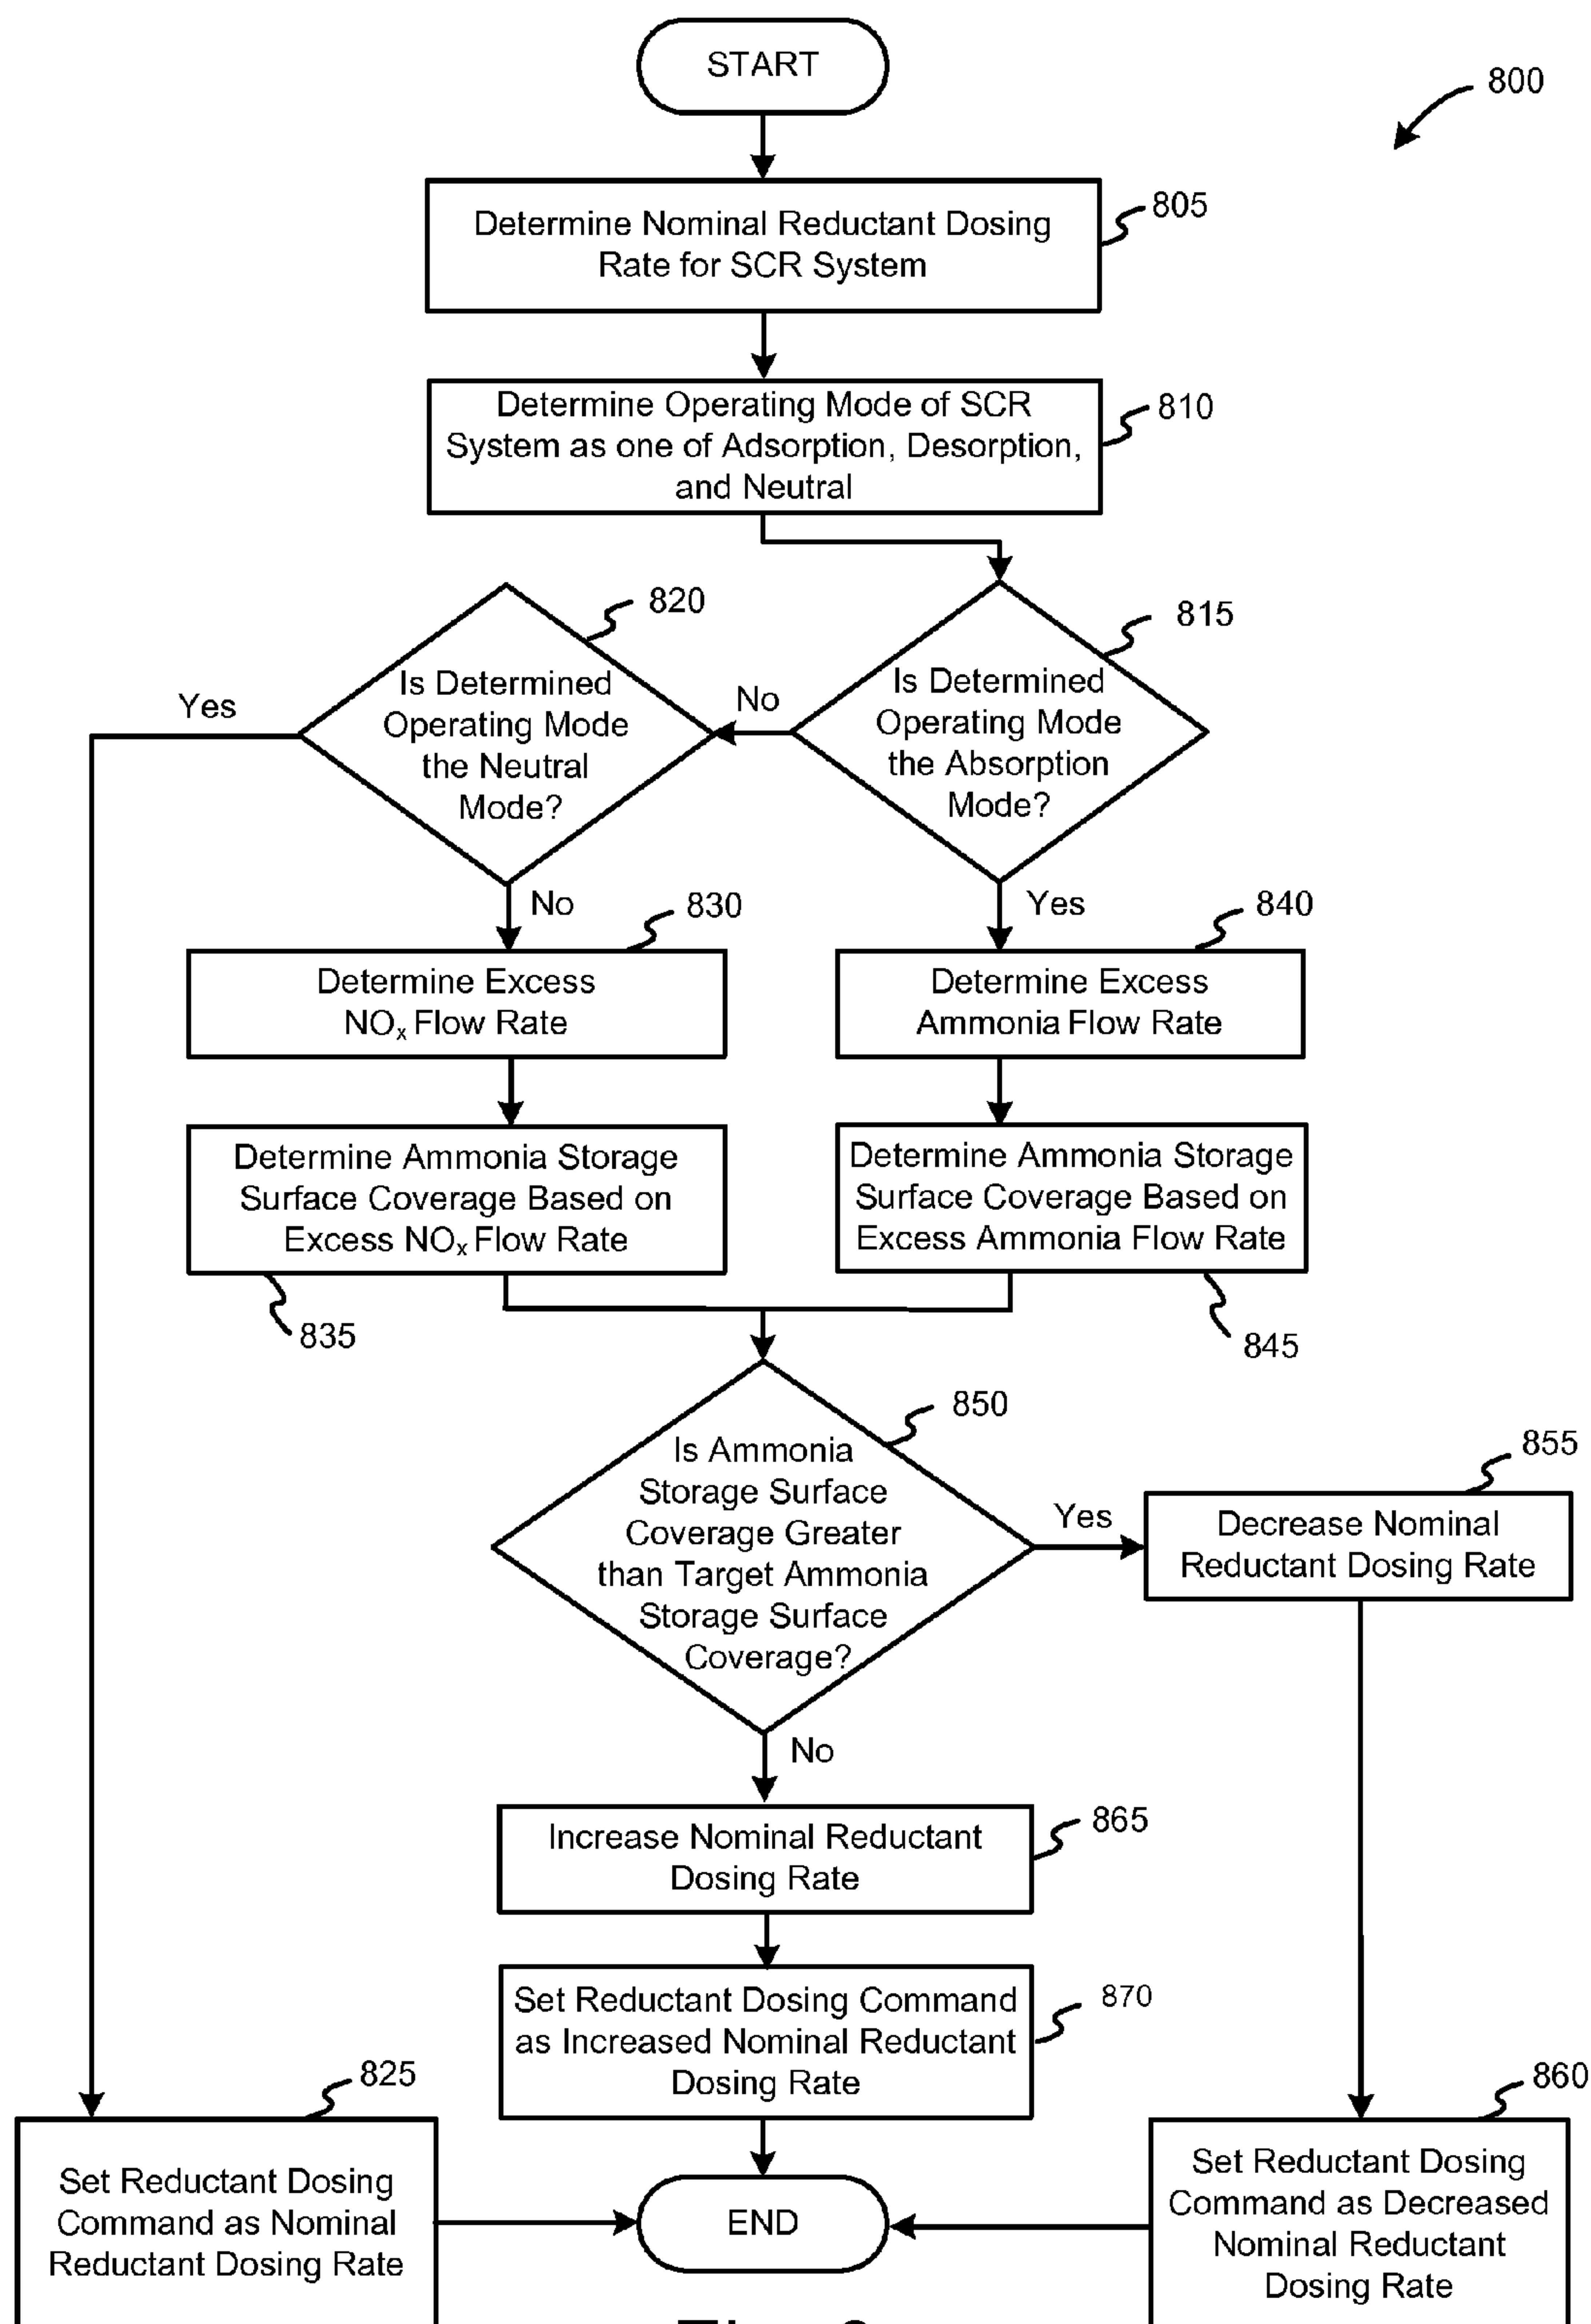 START
800
Determine Nominal Reductant Dosing
Rate for SCR System
805
Determine Operating Mode of SCR
System as one of Adsorption, Desorption,
and Neutral
810
820
815
Is Determined
Operating Mode
the Neutral
Mode?
Yes
No
Is Determined
Operating Mode
the Absorption
Mode?
No
830
Yes
840
Determine Excess
NOx Flow Rate
Determine Excess
Ammonia Flow Rate
Determine Ammonia Storage
Surface Coverage Based on
Excess NOx Flow Rate
835
Determine Ammonia Storage
Surface Coverage Based on
Excess Ammonia Flow Rate
845
850
Is Ammonia
Storage Surface
Coverage Greater
than Target Ammonia
Storage Surface
Coverage?
Yes
855
Decrease Nominal
Reductant Dosing Rate
No
Increase Nominal Reductant
Dosing Rate
865
Set Reductant Dosing Command
as Increased Nominal Reductant
Dosing Rate
870
825
Set Reductant Dosing
Command as Nominal
Reductant Dosing Rate
END
860
Set Reductant Dosing
Command as Decreased
Nominal Reductant
Dosing Rate